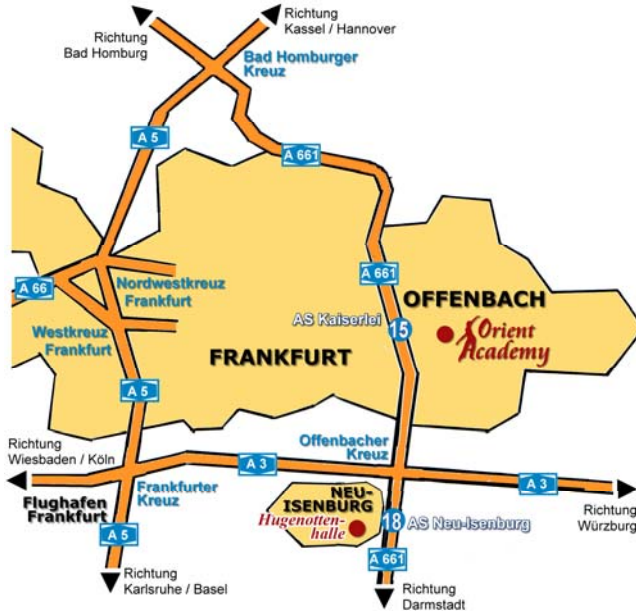 Richtung
Kassel / Hannover
Richtung
Bad Homburg
Bad Homburger
Kreuz
A 5
A 661
A 661
A 66
Nordwestkreuz
Frankfurt
OFFENBACH
AS Kaiserlei
15
Orient
Academy
Westkreuz
Frankfurt
FRANKFURT
A 5
Richtung
Wiesbaden / Köln
Offenbacher
Kreuz
A 3
A 3
Flughafen
Frankfurt
Frankfurter
Kreuz
NEU-
ISENBURG
Hugenotten-
halle
18
AS Neu-Isenburg
Richtung
Würzburg
A 5
A 661
Richtung
Karlsruhe / Basel
Richtung
Darmstadt